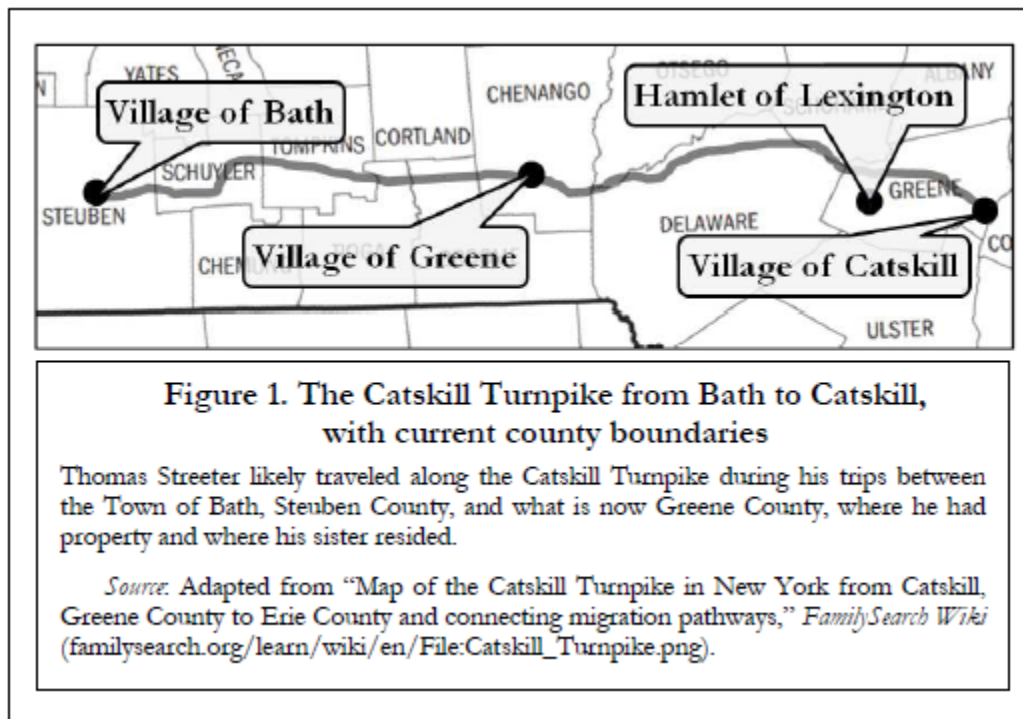 YATES
NECA
OTSEGO
ALBANY
N
Village of Bath
CHENANGO
Hamlet of Lexington
TOMPKINS
CORTLAND
SCHUYLER
GREENE
STEUBEN
DELAWARE
Village of Greene
CO
CHEMUNG
Village of Catskill
ULSTER
Figure 1. The Catskill Turnpike from Bath to Catskill,
with current county boundaries
Thomas Streeter likely traveled along the Catskill Turnpike during his trips between
the Town of Bath, Steuben County, and what is now Greene County, where he had
property and where his sister resided.
Source: Adapted from “Map of the Catskill Turnpike in New York from Catskill,
Greene County to Erie County and connecting migration pathways,” FamilySearch Wiki
(familysearch.org/learn/wiki/en/File:Catskill_Turnpike.png).